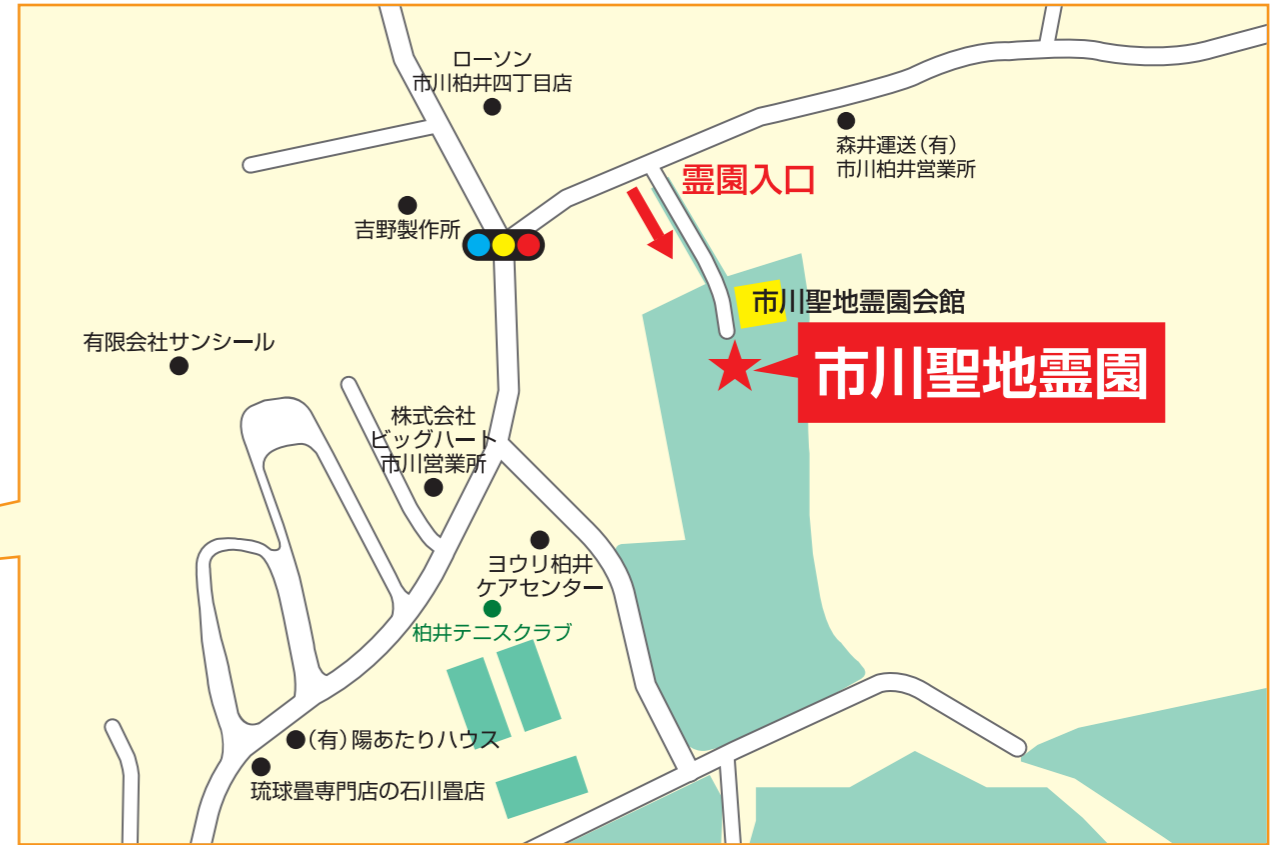 ローソン
市川柏井四丁目店
森井運送(有)
市川柏井営業所
霊園入口
吉野製作所
市川聖地霊園会館
有限会社サンシール
市川聖地霊園
株式会社
ビッグハート
市川営業所
ヨウリ柏井
ケアセンター
柏井テニスクラブ
(有)陽あたりハウス
琉球畳専門店の石川畳店